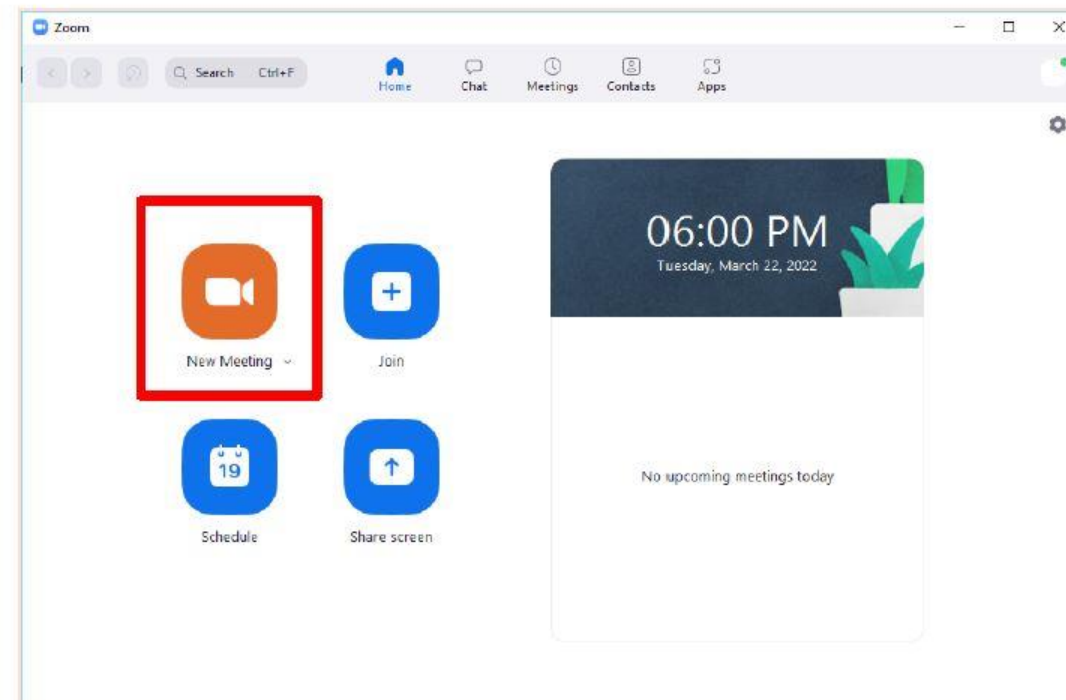 Zoom
Search Ctrl+F
Home
Chat
Meetings
Contacts
Apps
06:00 PM
Tuesday, March 22, 2022
New Meeting
Join
19
Schedule
Share screen
No upcoming meetings today